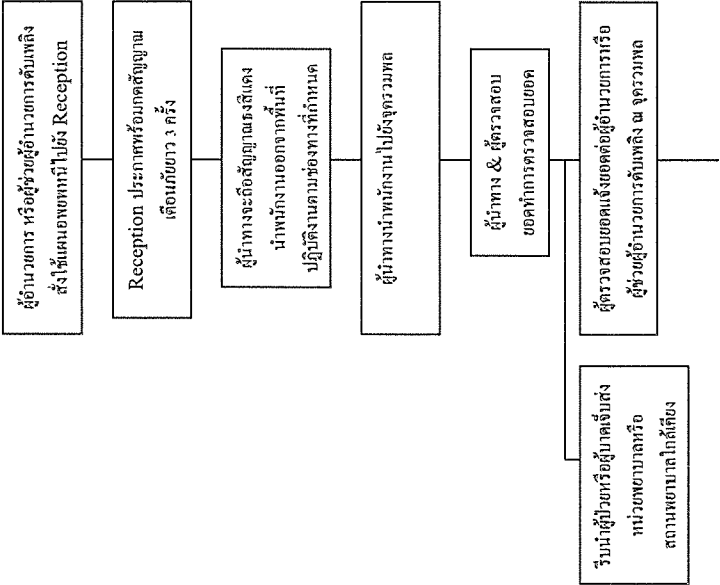 ผู้อำนวยการ หรือผู้ช่วยผู้อำนวยการดับเพลิง
สั่งใช้แผนอพยพหนีไปยัง Reception
Reception ประกาศพร้อมกดสัญญาณ
เตือนภัยยาว 3 ครั้ง
ผู้นำทางจะถือสัญญาณธงสีแดง
นำพนักงานออกจากพื้นที่
ปฏิบัติงานตามช่องทางที่กำหนด
ผู้นำทางนำพนักงานไปยังจุดรวมพล
ผู้นำทาง & ผู้ตรวจสอบ
ยอดทำการตรวจสอบยอด
ผู้ตรวจสอบยอดแจ้งยอดต่อผู้อำนวยการหรือ
ผู้ช่วยผู้อำนวยการดับเพลิง ณ จุดรวมพล
รีบนำผู้ป่วยหรือผู้บาดเจ็บส่ง
หน่วยพยาบาลหรือ
สถานพยาบาลใกล้เคียง